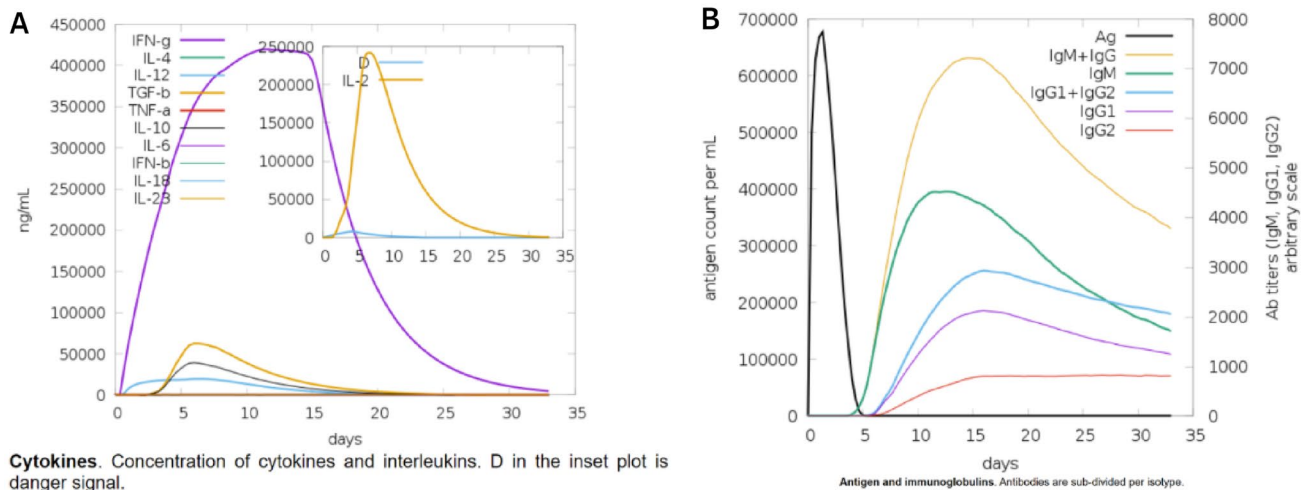 A
450000
400000
350000
300000
250000
200000
150000
100000
50000
0
ng/mL
IFN-g
IL-4
IL-12
TGF-b
TNF-a
IL-10
IL-6
IFN-b
IL-18
IL-23
250000
200000
150000
100000
50000
0
D
IL-2
0 5 10 15 20 25 30 35
0 5 10 15 20 25 30 35
days
Cytokines. Concentration of cytokines and interleukins. D in the inset plot is
danger signal.
B
700000
600000
500000
400000
300000
200000
100000
0
antigen count per mL
Ag
IgM+IgG
IgM
IgG1+IgG2
IgG1
IgG2
8000
7000
6000
5000
4000
3000
2000
1000
0
Ab titers (IgM, IgG1, IgG2)
arbitrary scale
0 5 10 15 20 25 30 35
days
Antigen and immunoglobulins. Antibodies are sub-divided per isotype.